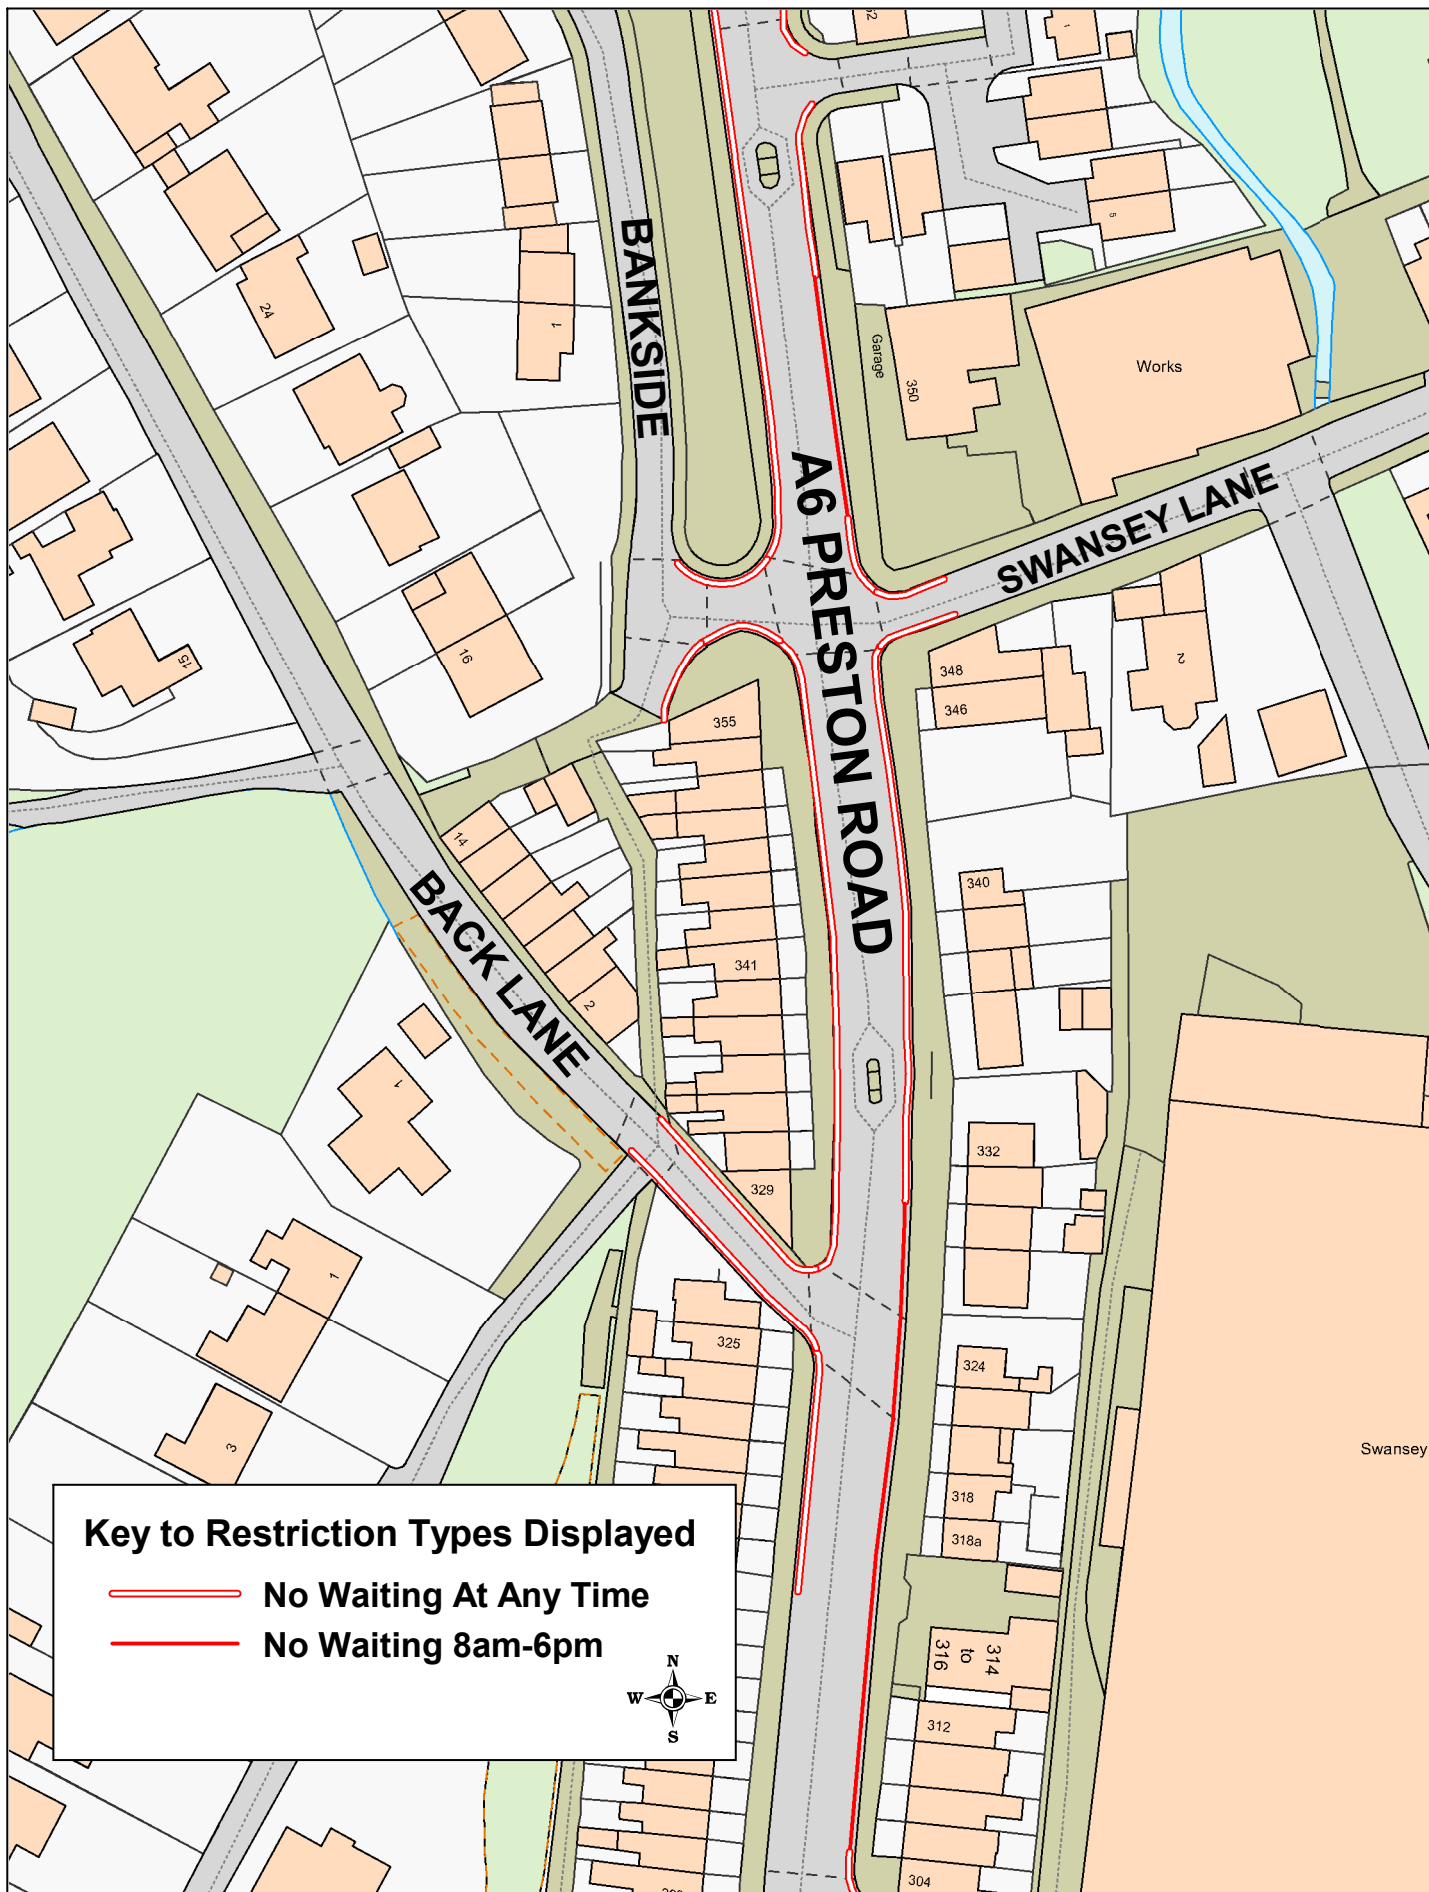 1
5
BANKSIDE
24
1
Garage
350
Works
A6 PRESTON ROAD
SWANSEY LANE
16
15
2
348
346
355
14
BACK LANE
340
341
2
1
332
329
1
325
324
3
Swansey
318
318a
Key to Restriction Types Displayed
No Waiting At Any Time
No Waiting 8am-6pm
N
W E
S
314
to
316
312
304